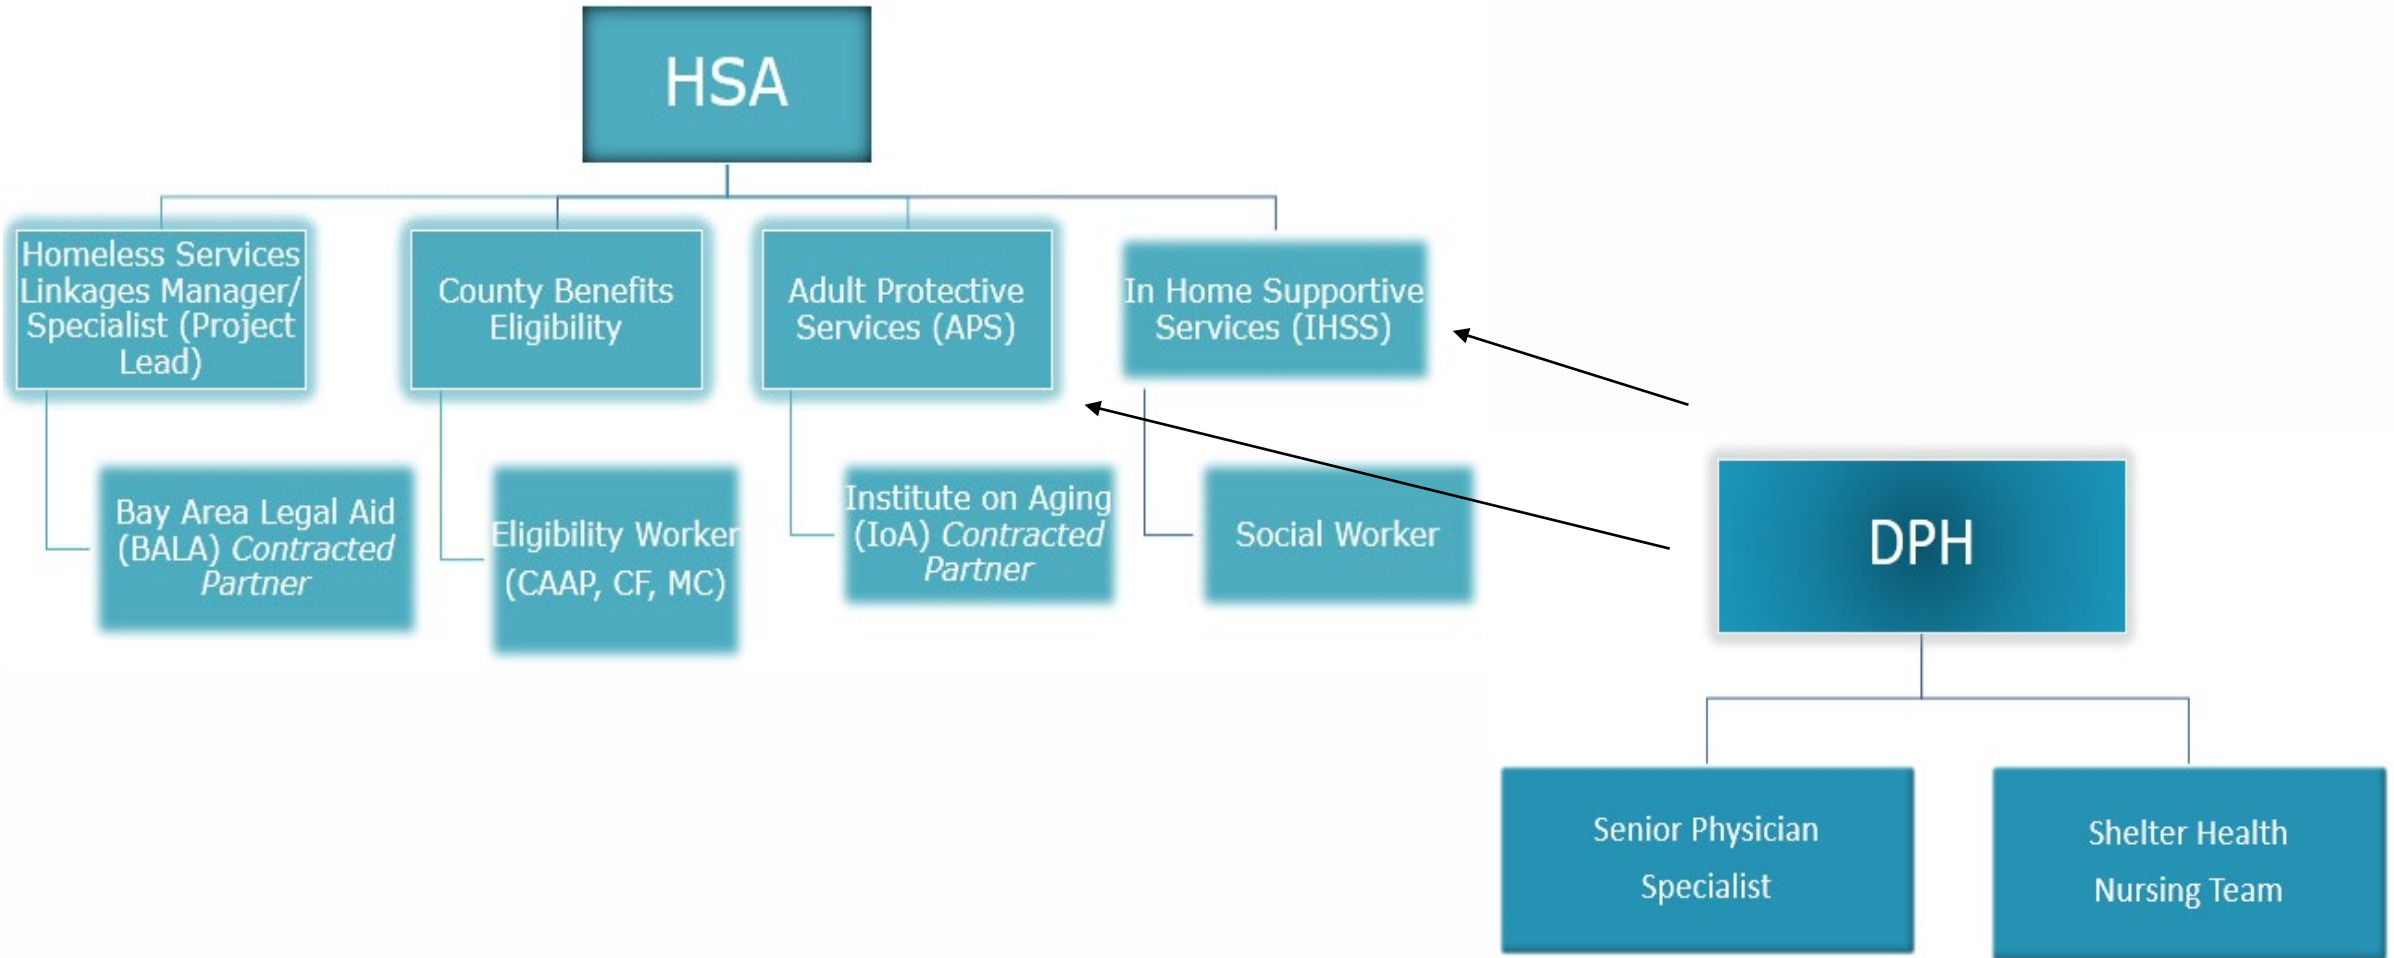 HSA
Homeless Services
Linkages Manager/
Specialist (Project
Lead)
County Benefits
Eligibility
Adult Protective
Services (APS)
In Home Supportive
Services (IHSS)
Bay Area Legal Aid
(BALA) Contracted
Partner
Eligibility Worker
(CAAP, CF, MC)
Institute on Aging
(IoA) Contracted
Partner
Social Worker
DPH
Senior Physician
Specialist
Shelter Health
Nursing Team